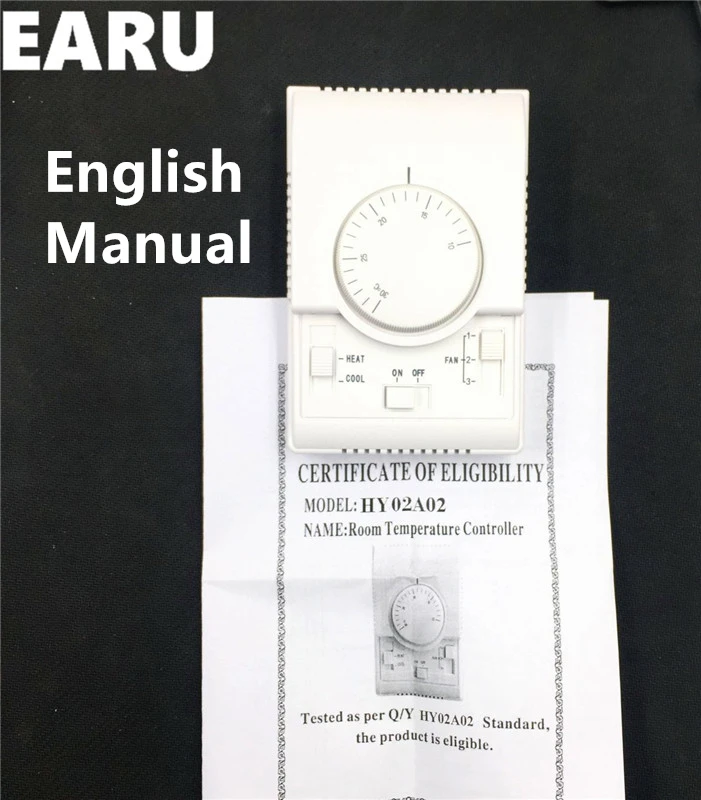 EARU
English
Manual
10
15
20
25
30℃
HEAT
COOL
ON OFF
FAN
1
2
3
CERTIFICATE OF ELIGIBILITY
MODEL: HY02A02
NAME:Room Temperature Controller
Tested as per Q/Y HY02A02 Standard,
the product is eligible.